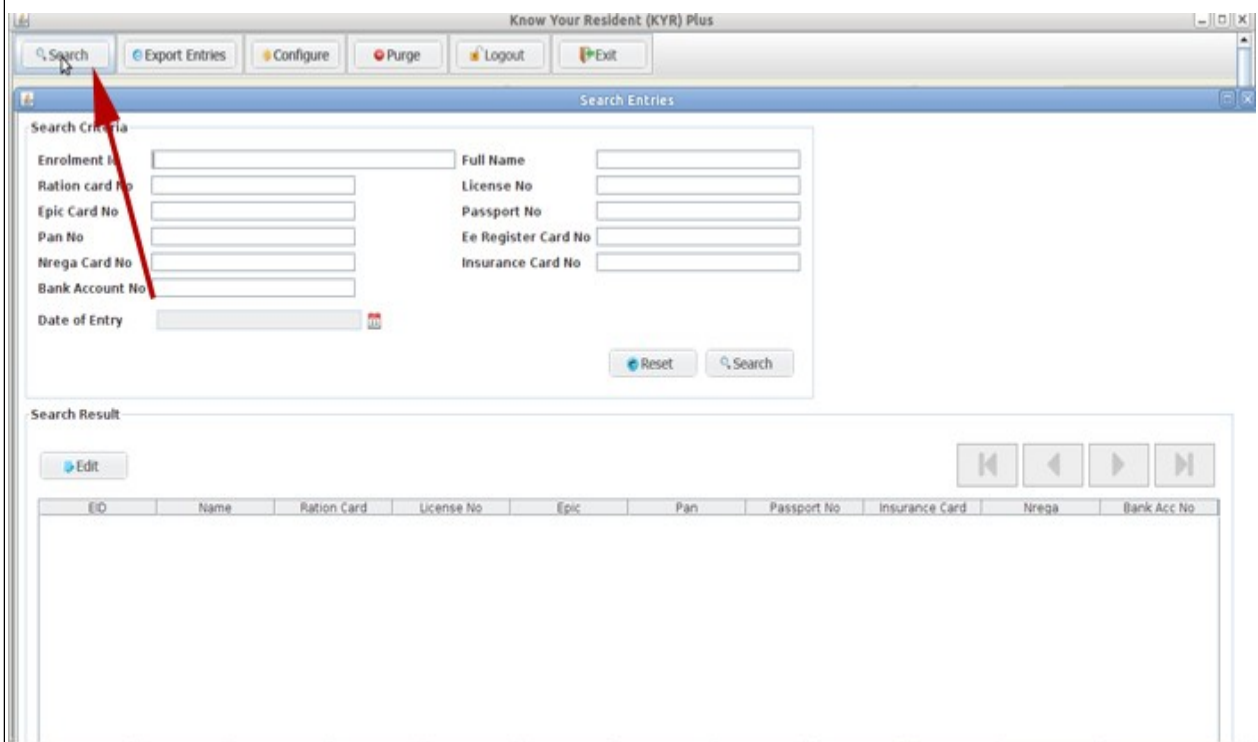 Know Your Resident (KYR) Plus
Search Export Entries Configure Purge Logout Exit
Search Entries
Search Criteria
Enrolment Full Name
Ration card No License No
Epic Card No Passport No
Pan No Ee Register Card No
Nrega Card No Insurance Card No
Bank Account No
Date of Entry
Reset Search
Search Result
Edit
EID Name Ration Card License No Epic Pan Passport No Insurance Card Nrega Bank Acc No